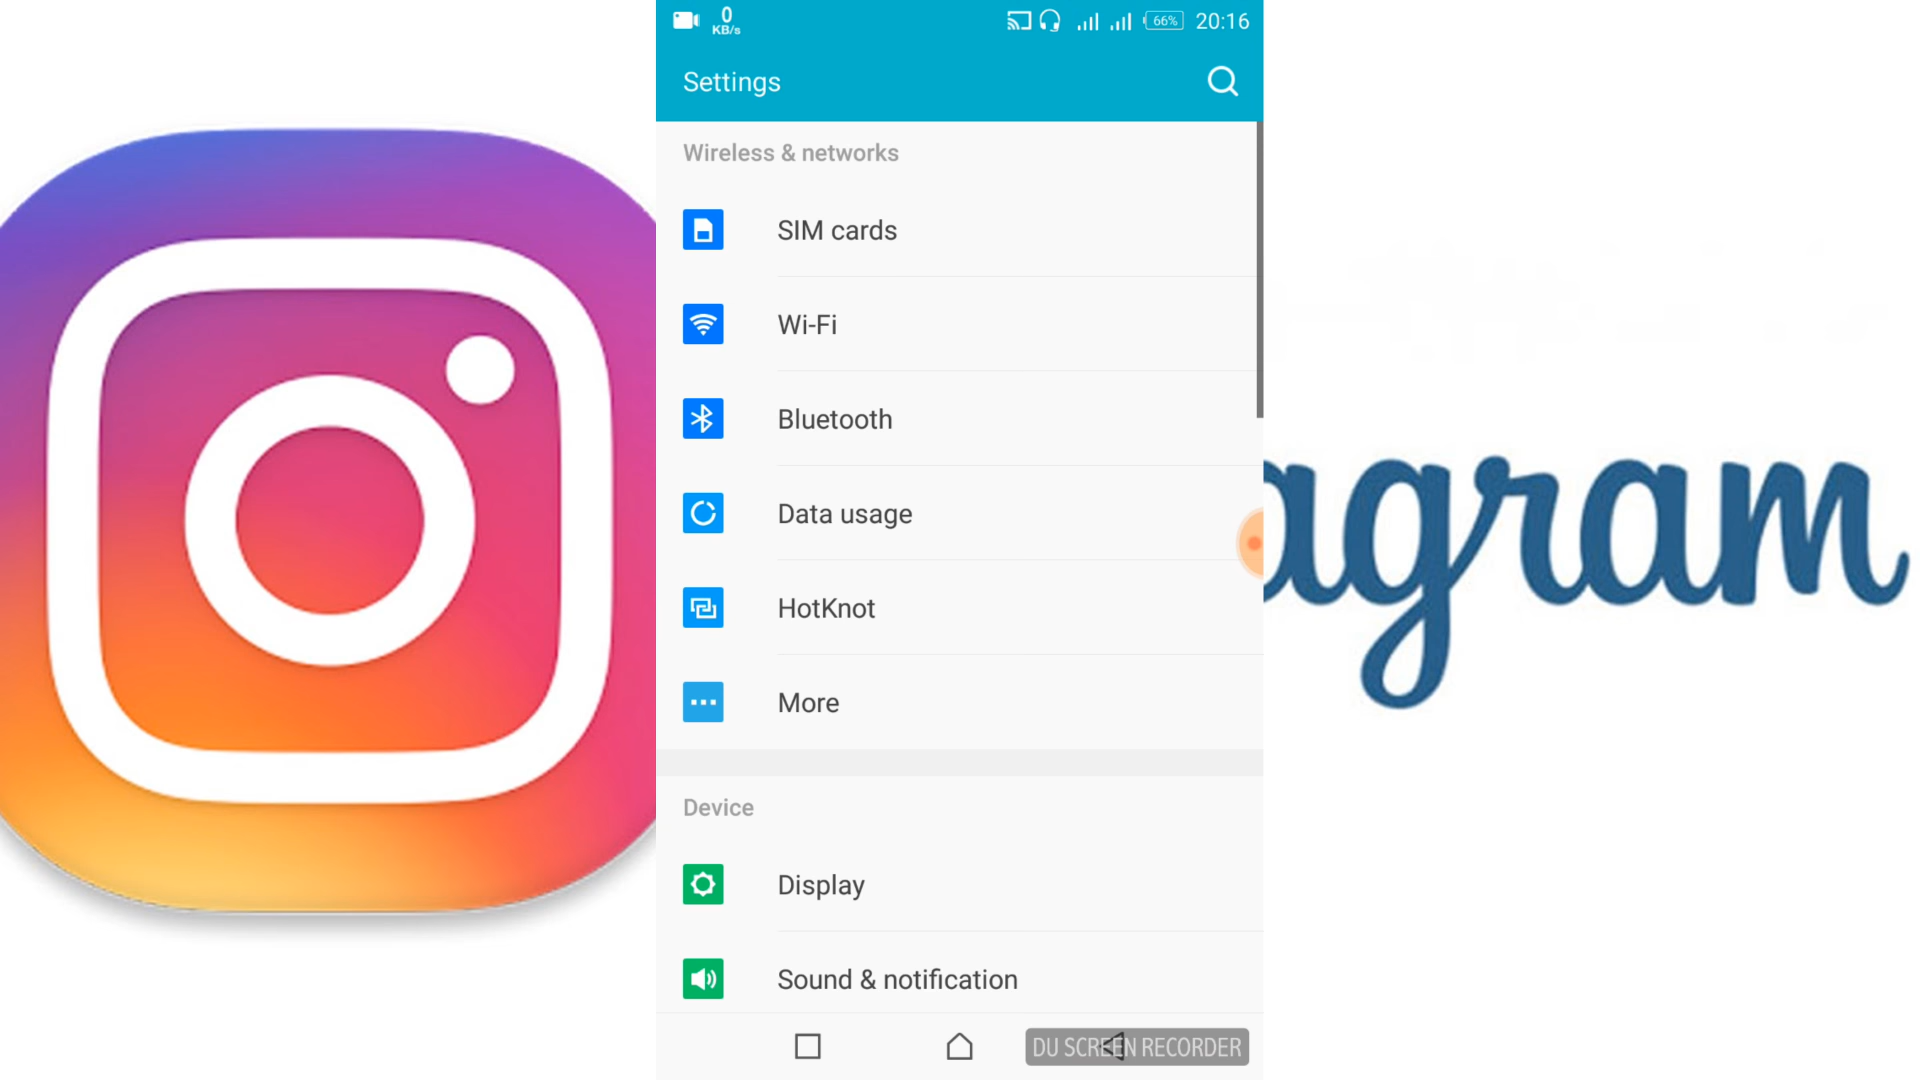 0
KB/s
66%
20:16
Settings
Wireless & networks
SIM cards
Wi-Fi
Bluetooth
Data usage
HotKnot
More
Device
Display
Sound & notification
DU SCREEN RECORDER
agram